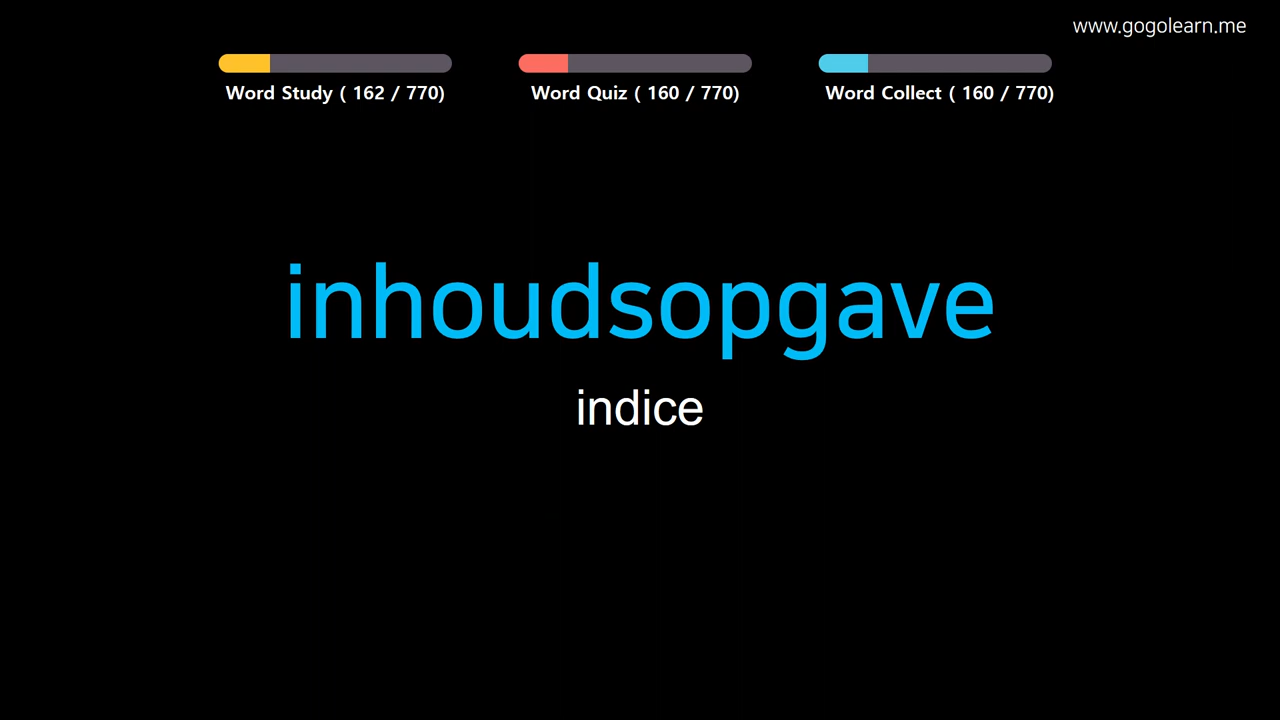 www.gogolearn.me
Word Study ( 162 / 770)
Word Quiz ( 160 / 770)
Word Collect ( 160 / 770)
inhoudsopgave
indice